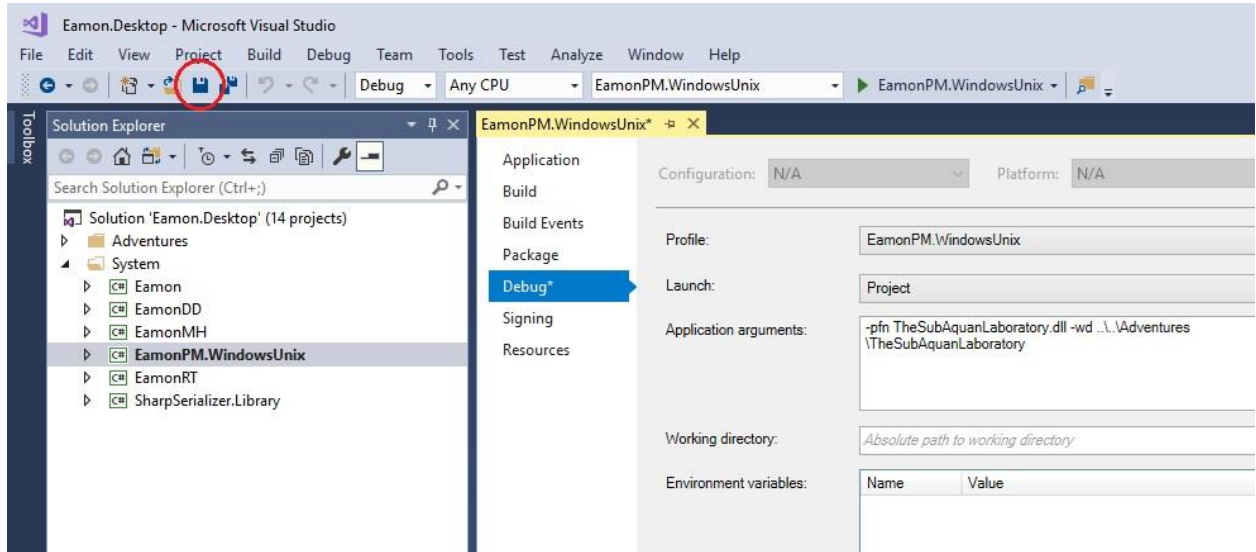 Eamon.Desktop - Microsoft Visual Studio
File Edit View Project Build Debug Team Tools Test Analyze Window Help
Debug Any CPU EamonPM.WindowsUnix EamonPM.WindowsUnix
Toolbox
Solution Explorer
Search Solution Explorer (Ctrl+;)
Solution 'Eamon.Desktop' (14 projects)
Adventures
System
C# Eamon
C# EamonDD
C# EamonMH
C# EamonPM.WindowsUnix
C# EamonRT
C# SharpSerializer.Library
EamonPM.WindowsUnix*
Application
Build
Build Events
Package
Debug*
Signing
Resources
Configuration: N/A Platform: N/A
Profile: EamonPM.WindowsUnix
Launch: Project
Application arguments: -pfn TheSubAquanLaboratory.dll -wd ..\..\Adventures
\TheSubAquanLaboratory
Working directory: Absolute path to working directory
Environment variables: Name Value